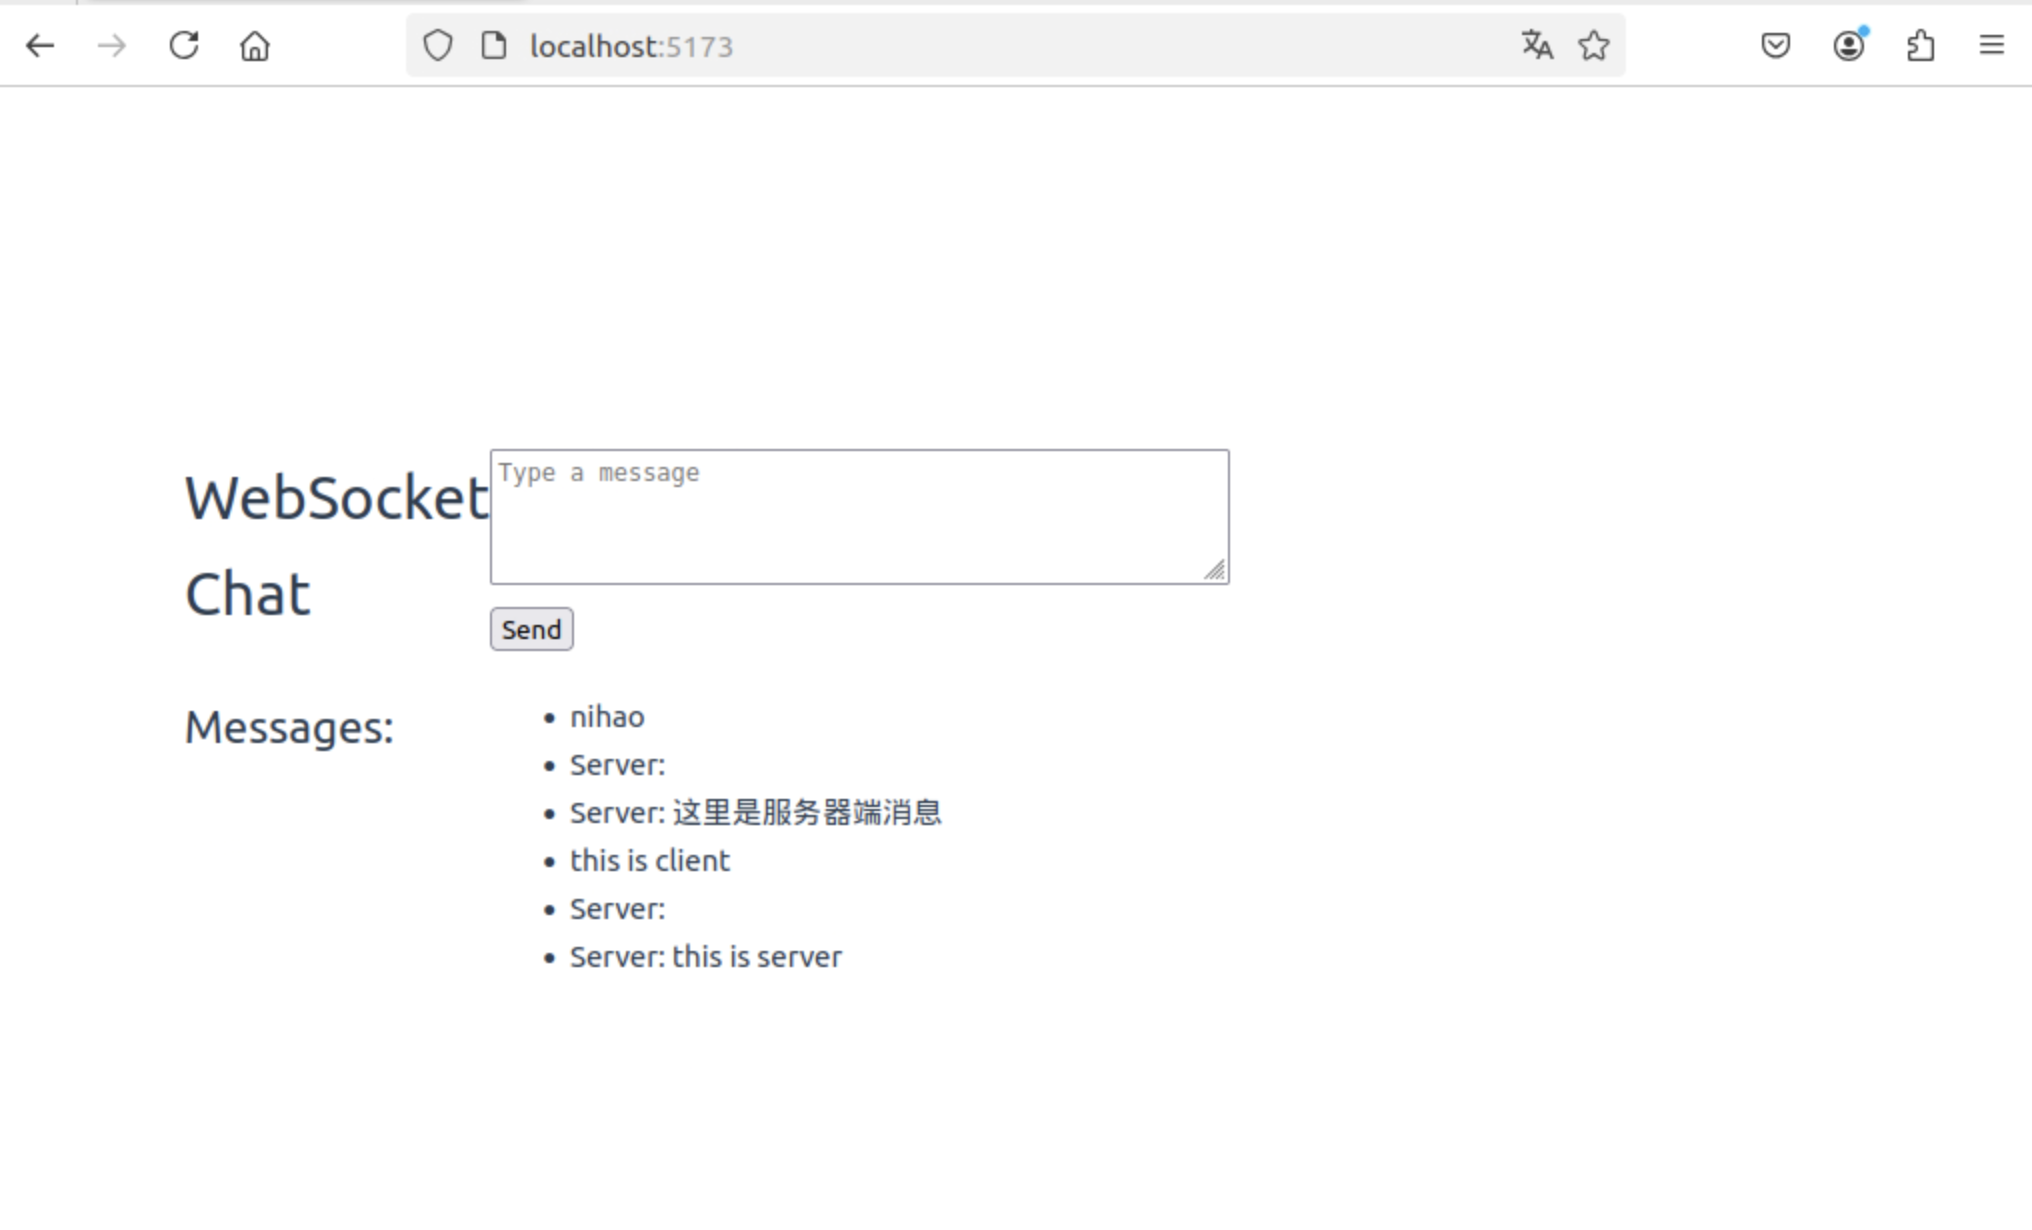 localhost:5173
Type a message
WebSocket
Chat
Send
Messages:
nihao
Server:
Server: 这里是服务器端消息
this is client
Server:
Server: this is server